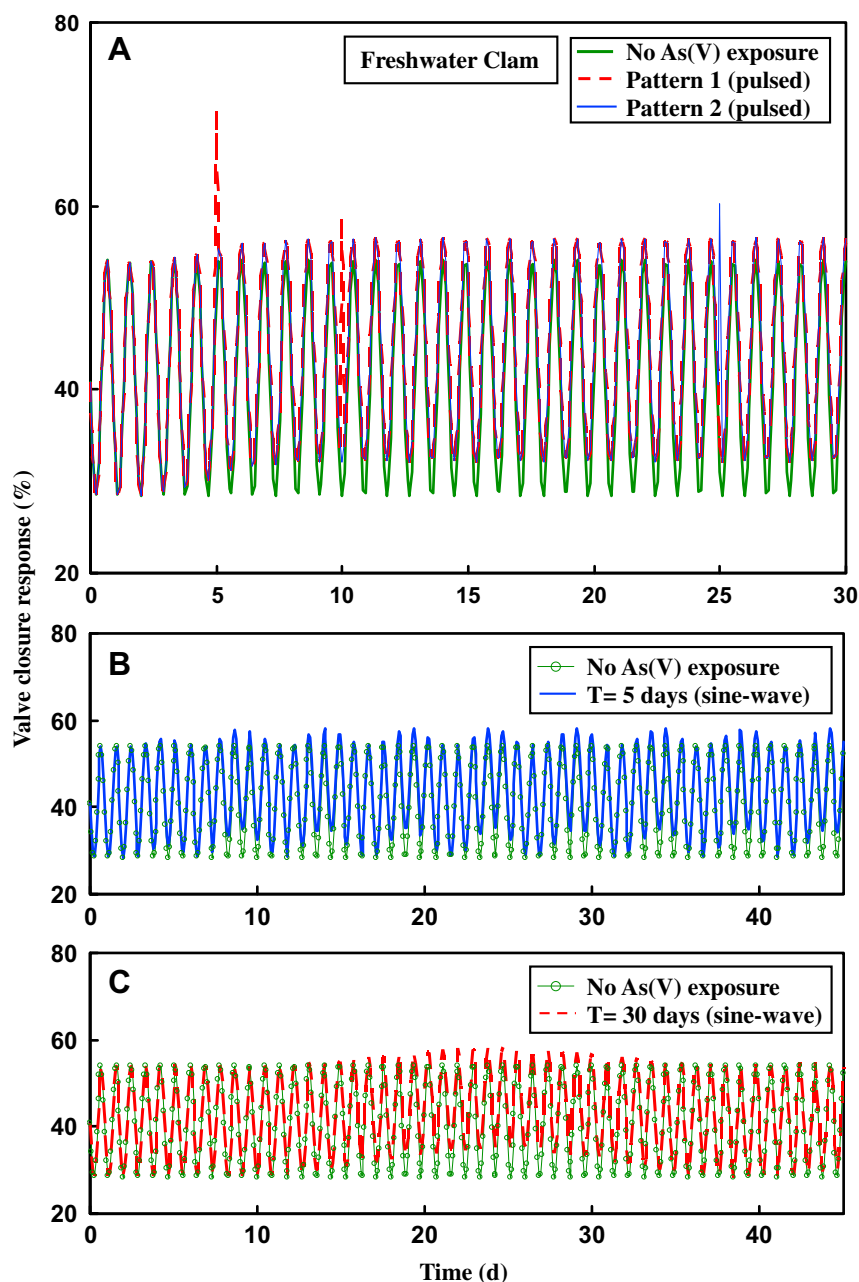 80
A
Freshwater Clam
No As(V) exposure
Pattern 1 (pulsed)
Pattern 2 (pulsed)
60
40
20
0 5 10 15 20 25 30
Valve closure response (%)
80
B
No As(V) exposure
T= 5 days (sine-wave)
60
40
20
0 10 20 30 40
80
C
No As(V) exposure
T= 30 days (sine-wave)
60
40
20
0 10 20 30 40
Time (d)